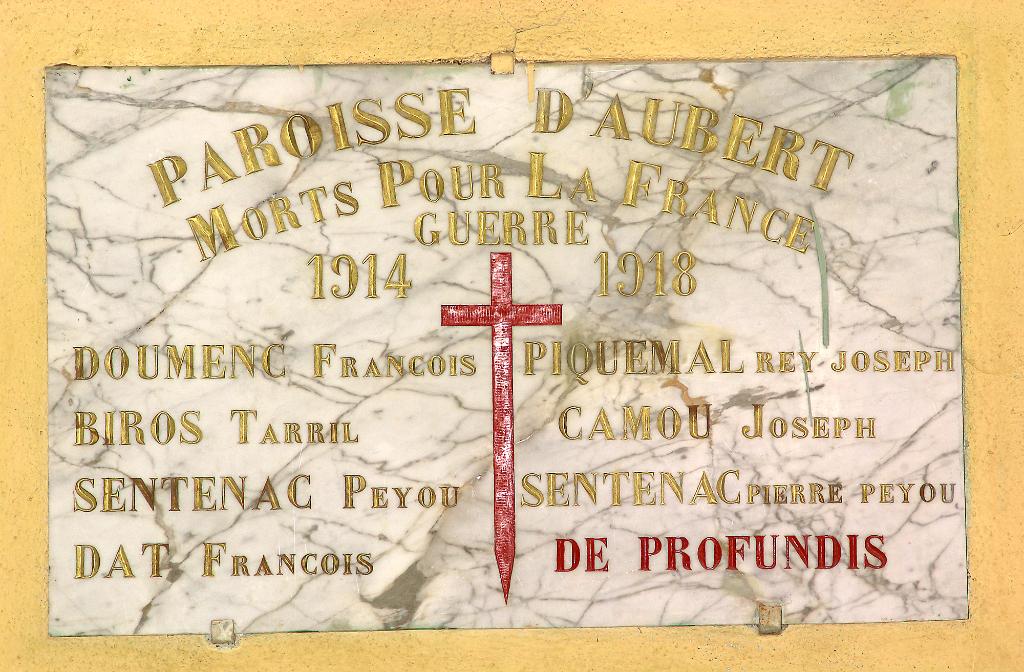 PAROISSE D'AUBERT
MORTS POUR LA FRANCE
GUERRE
1914 1918
DOUMENC FRANCOIS
BIROS TARRIL
SENTENAC PEYOU
DAT FRANCOIS
PIQUEMAL REY JOSEPH
CAMOU JOSEPH
SENTENAC PIERRE PEYOU
DE PROFUNDIS